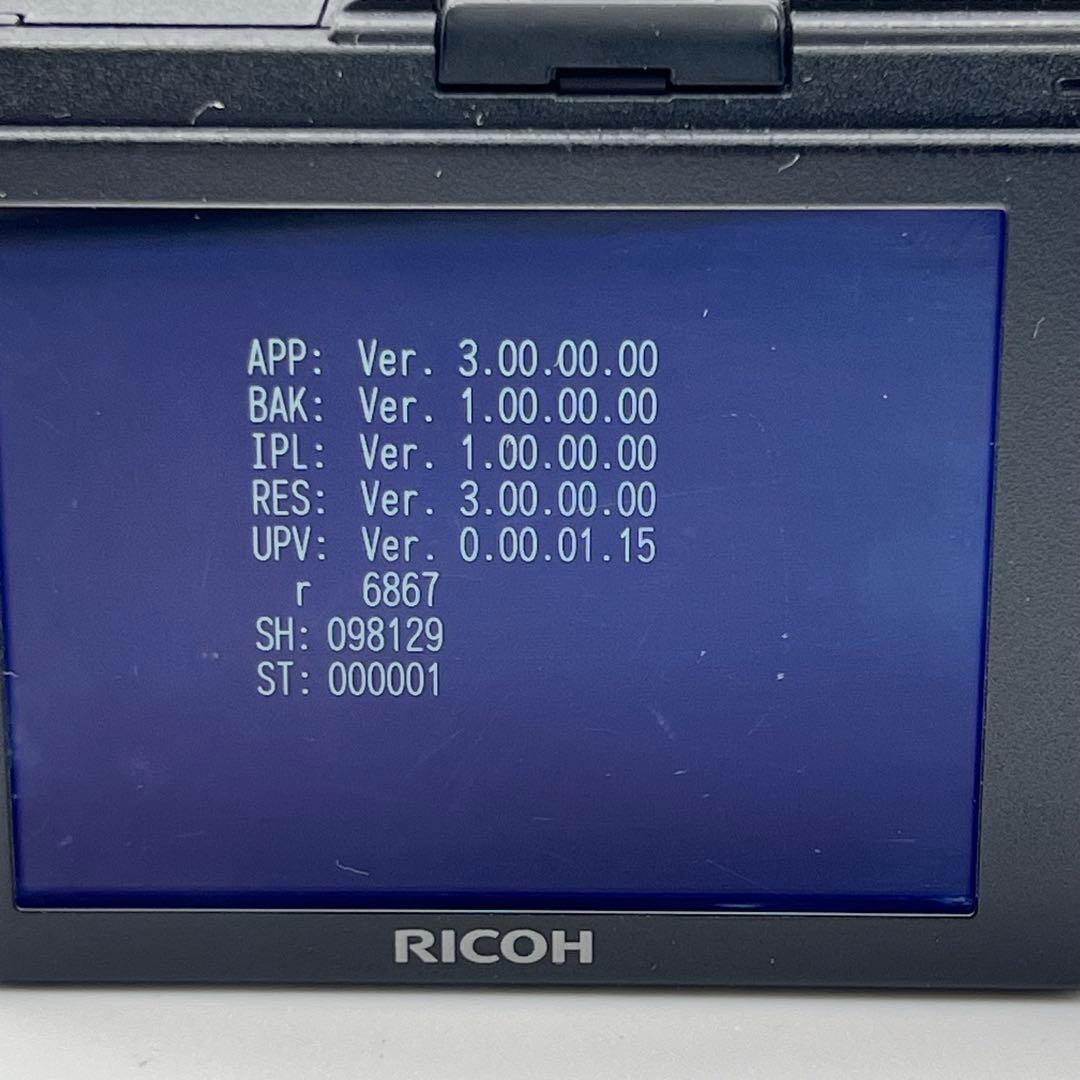 APP: Ver. 3.00.00.00
BAK: Ver. 1.00.00.00
IPL: Ver. 1.00.00.00
RES: Ver. 3.00.00.00
UPV: Ver. 0.00.01.15
r 6867
SH: 098129
ST: 000001
RICOH